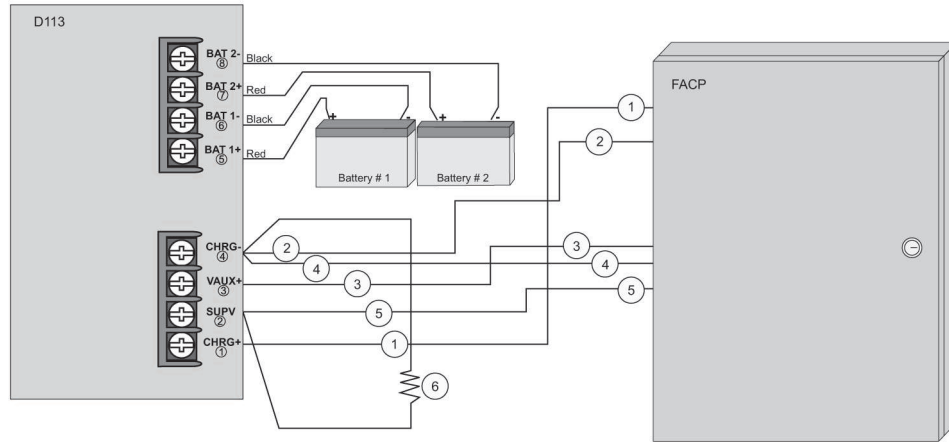 D113
FACP
BAT 2-
8
Black
BAT 2+
7
Red
BAT 1-
6
Black
BAT 1+
5
Red
+
-
+
-
Battery # 1
Battery # 2
1
2
CHRG-
4
2
3
4
4
VAUX+
3
3
SUPV
2
5
5
CHRG+
1
1
6